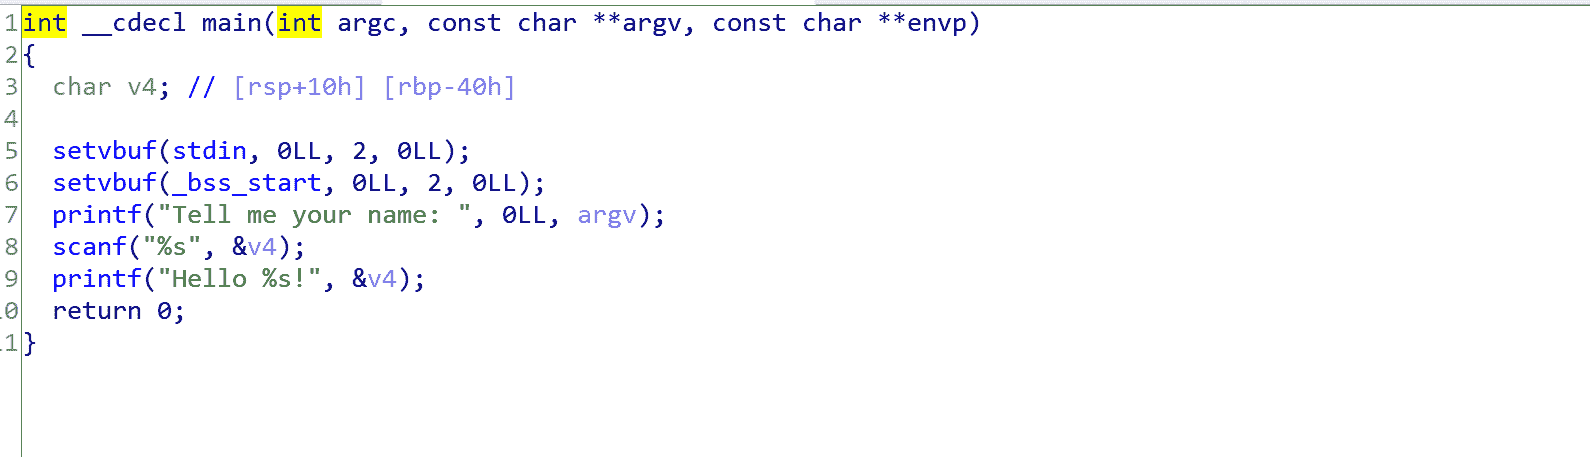 1 int __cdecl main(int argc, const char **argv, const char **envp)
2 {
3   char v4; // [rsp+10h] [rbp-40h]
4
5   setvbuf(stdin, 0LL, 2, 0LL);
6   setvbuf(_bss_start, 0LL, 2, 0LL);
7   printf("Tell me your name: ", 0LL, argv);
8   scanf("%s", &v4);
9   printf("Hello %s!", &v4);
.0   return 0;
.1 }